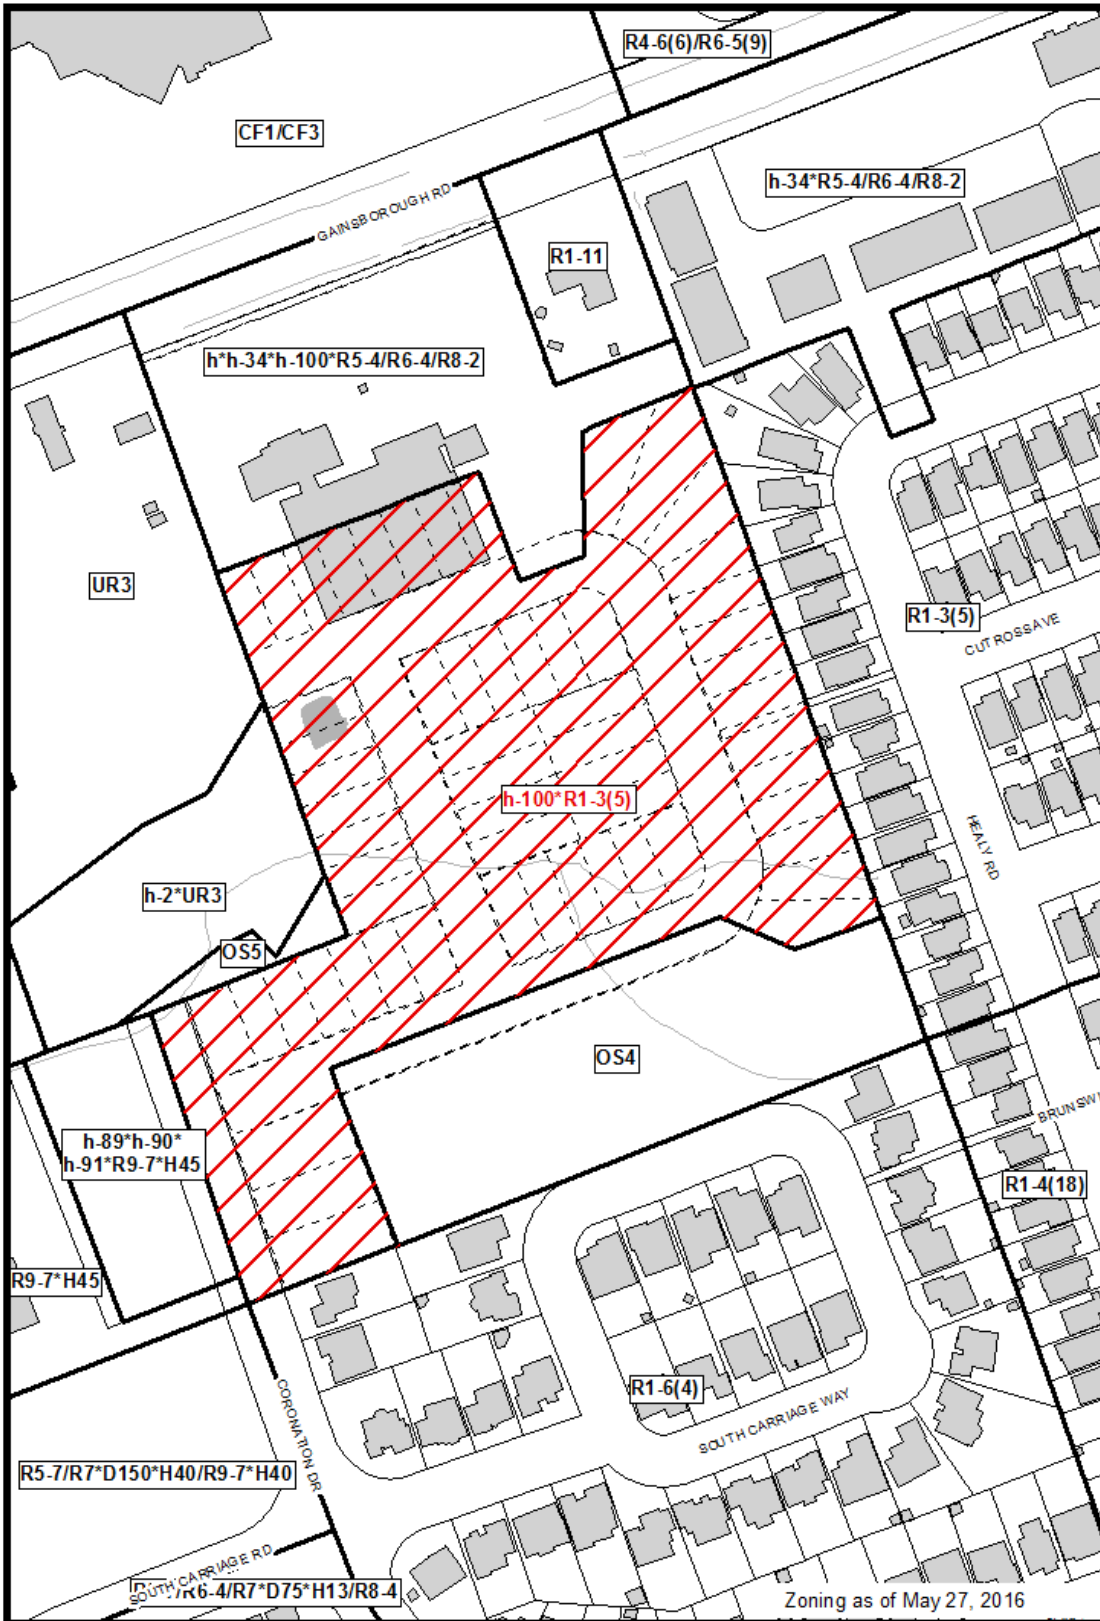 R4-6(6)/R6-5(9)
CF1/CF3
h-34*R5-4/R6-4/R8-2
GAINSBOROUGH RD
R1-11
h*h-34*h-100*R5-4/R6-4/R8-2
UR3
R1-3(5)
CUTROSSAVE
h-100*R1-3(5)
HEALY RD
h-2*UR3
OS5
OS4
BRUNSWI
h-89*h-90*
h-91*R9-7*H45
R1-4(18)
R9-7*H45
R1-6(4)
CORONATION DR
SOUTH CARRIAGE WAY
R5-7/R7*D150*H40/R9-7*H40
SOUTH CARRIAGE RD
/R6-4/R7*D75*H13/R8-4
Zoning as of May 27, 2016